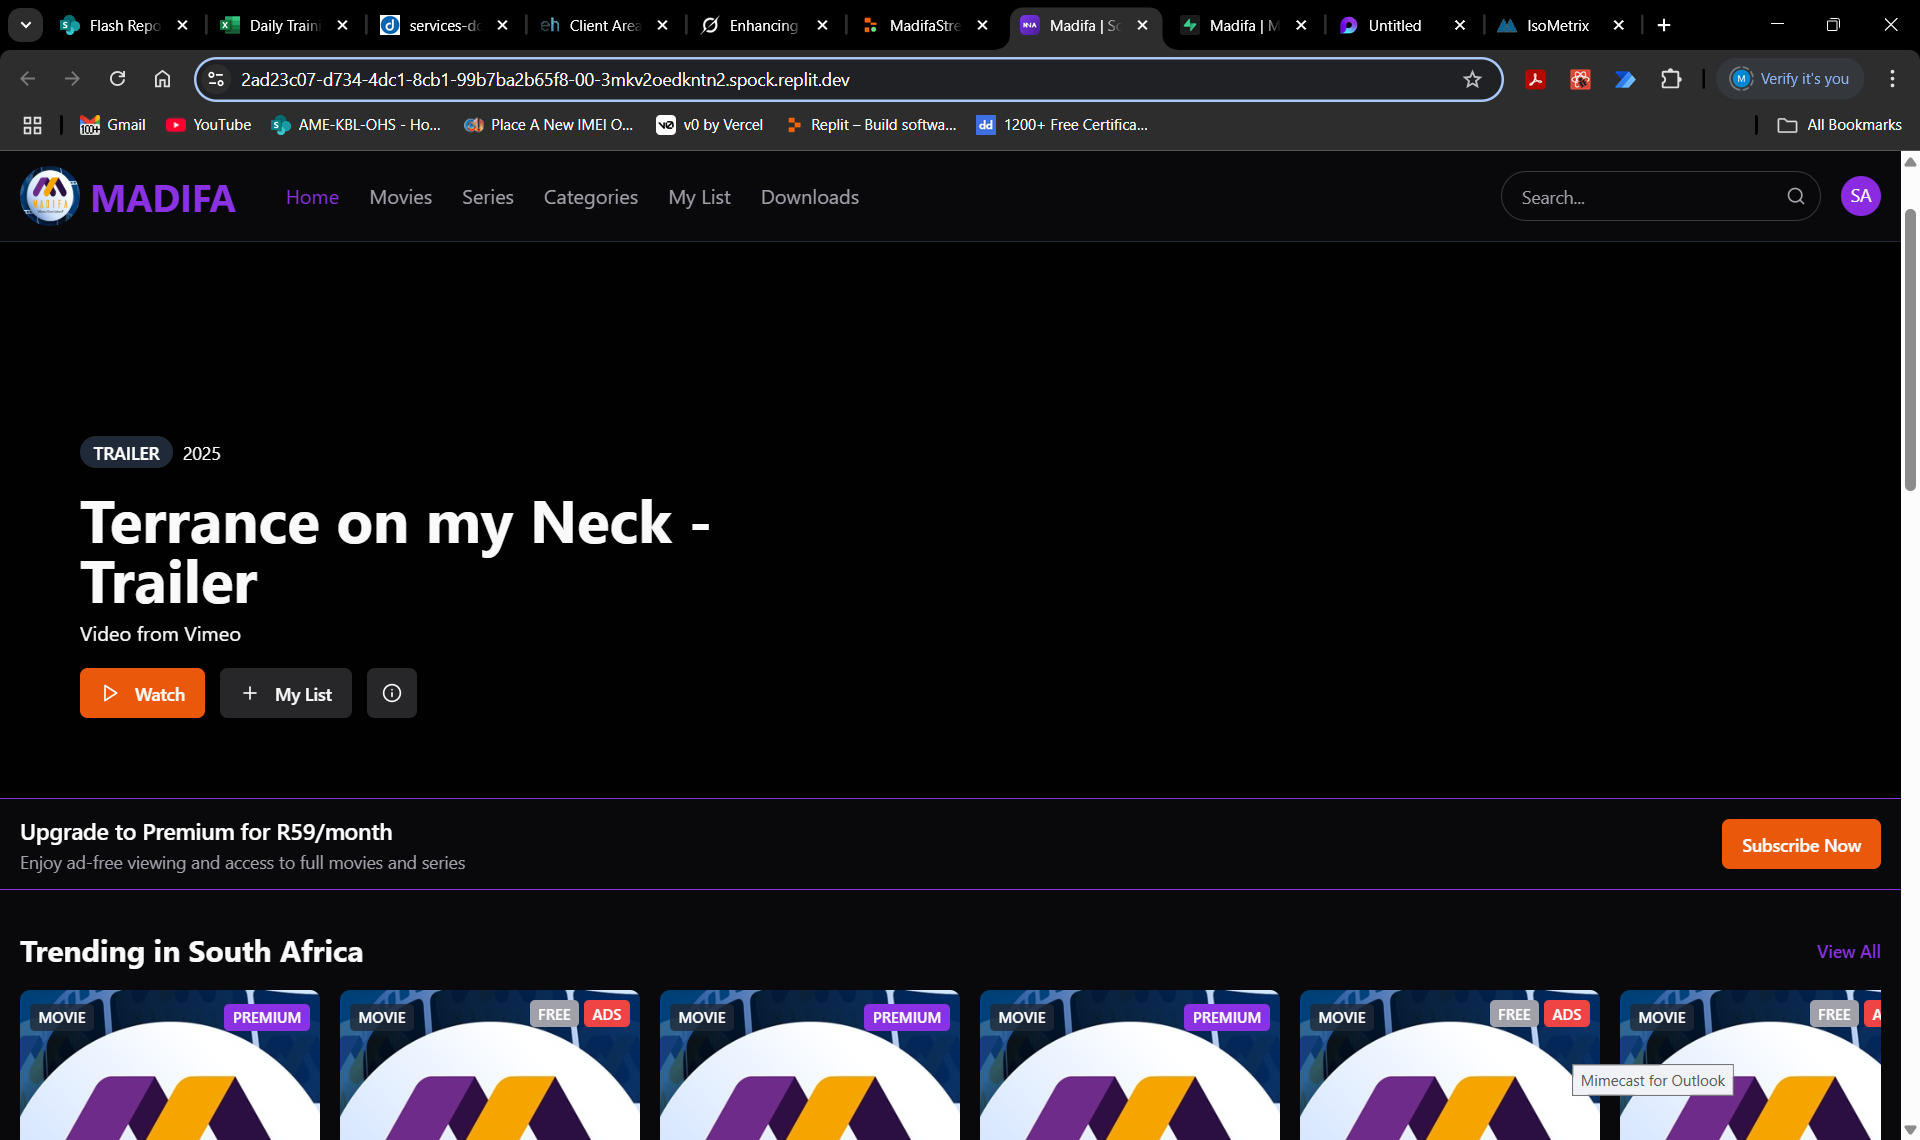 Flash Repo
Daily Traini
services-do
Client Area
Enhancing
MadifaStre
Madifa | So
Madifa | M
Untitled
IsoMetrix
2ad23c07-d734-4dc1-8cb1-99b7ba2b65f8-00-3mkv2oedkntn2.spock.replit.dev
Verify it's you
Gmail
YouTube
AME-KBL-OHS - Ho...
Place A New IMEI O...
v0 by Vercel
Replit – Build softwa...
1200+ Free Certifica...
All Bookmarks
MADIFA
MADIFA
Home
Movies
Series
Categories
My List
Downloads
Search...
SA
TRAILER 2025
Terrance on my Neck -
Trailer
Video from Vimeo
Watch
My List
Upgrade to Premium for R59/month
Enjoy ad-free viewing and access to full movies and series
Subscribe Now
Trending in South Africa
View All
MOVIE PREMIUM
MOVIE FREE ADS
MOVIE PREMIUM
MOVIE PREMIUM
MOVIE FREE ADS
MOVIE FREE A
Mimecast for Outlook